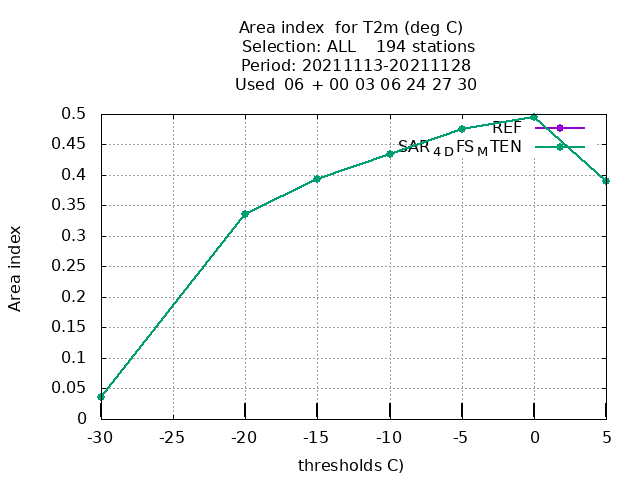 Area index  for T2m (deg C)
Selection: ALL    194 stations
Period: 20211113-20211128
Used  06 + 00 03 06 24 27 30
0.5
0.45
0.4
0.35
0.3
0.25
0.2
0.15
0.1
0.05
0
REF
SAR4DFSMTEN
Area index
-30 -25 -20 -15 -10 -5 0 5
thresholds C)